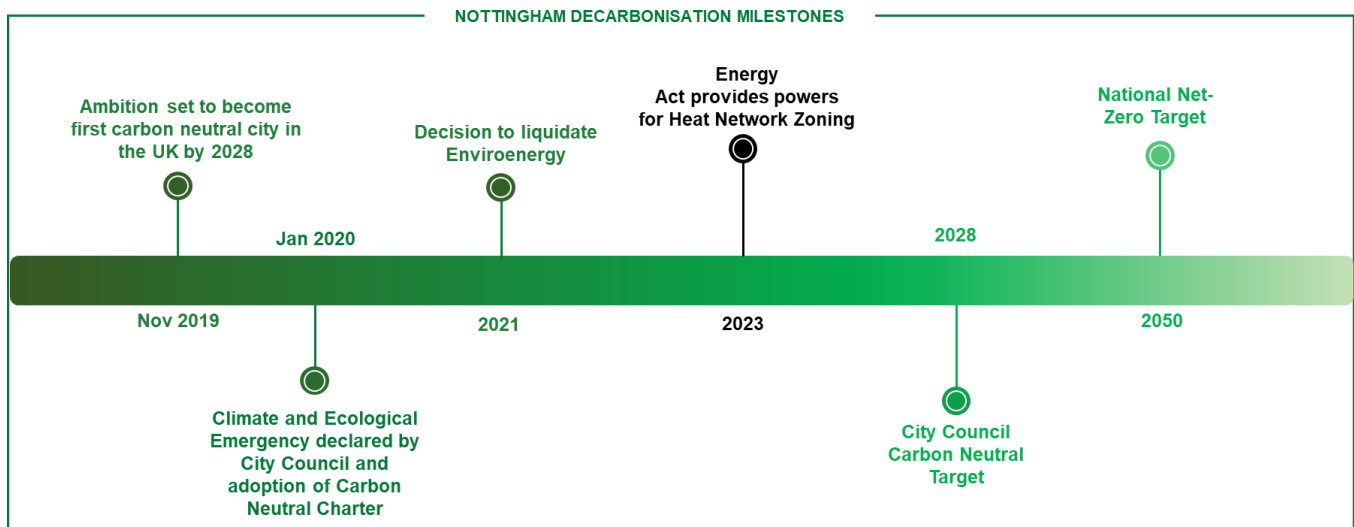 NOTTINGHAM DECARBONISATION MILESTONES
Ambition set to become
first carbon neutral city in
the UK by 2028
Nov 2019
Jan 2020
Climate and Ecological
Emergency declared by
City Council and
adoption of Carbon
Neutral Charter
Decision to liquidate
Enviroenergy
2021
Energy
Act provides powers
for Heat Network Zoning
2023
2028
City Council
Carbon Neutral
Target
National Net-
Zero Target
2050